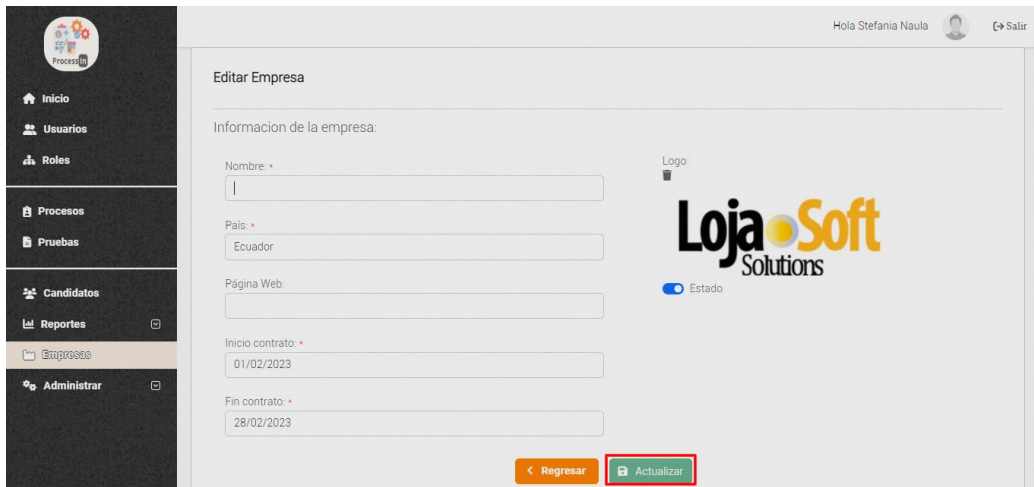 Process In
Hola Stefania Naula
Salir
Inicio
Usuarios
Roles
Procesos
Pruebas
Candidatos
Reportes
Empresas
Administrar
Editar Empresa
Informacion de la empresa:
Nombre: *
País: *
Ecuador
Página Web:
Inicio contrato: *
01/02/2023
Fin contrato: *
28/02/2023
Logo:
Loja Soft
Solutions
Estado
Regresar
Actualizar